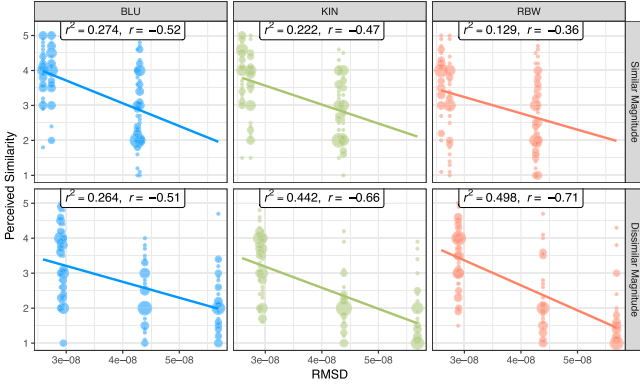 BLU KIN RBW
r² = 0.274, r = −0.52 r² = 0.222, r = −0.47 r² = 0.129, r = −0.36
5
4
3
2
1
Similar Magnitude
r² = 0.264, r = −0.51 r² = 0.442, r = −0.66 r² = 0.498, r = −0.71
5
4
3
2
1
Dissimilar Magnitude
Perceived Similarity
3e−08 4e−08 5e−08 3e−08 4e−08 5e−08 3e−08 4e−08 5e−08
RMSD